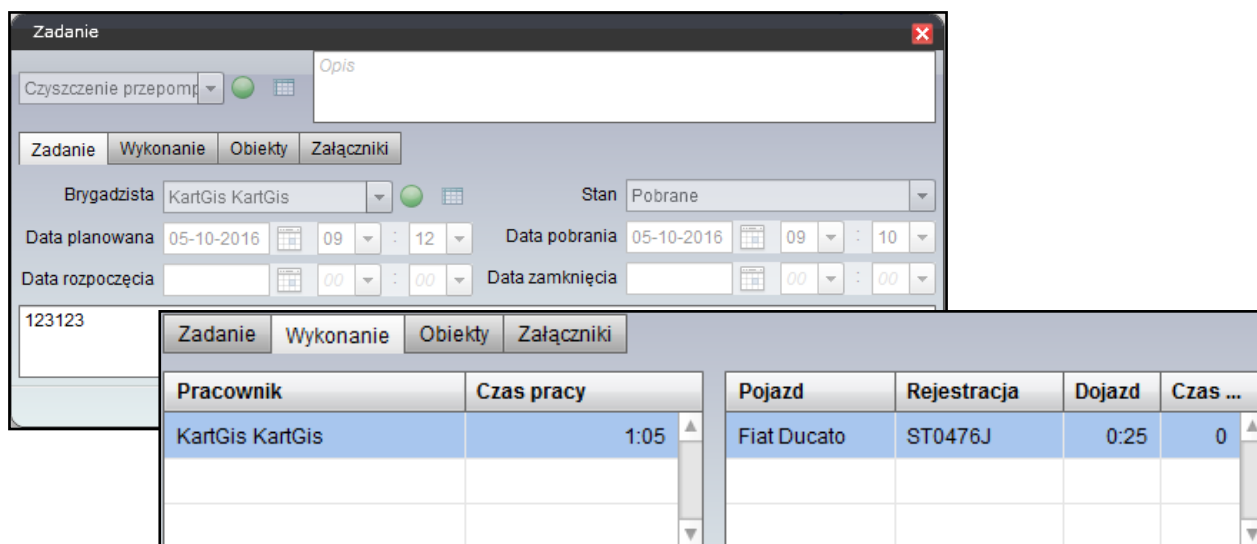 Zadanie
Opis
Czyszczenie przepomp
Zadanie Wykonanie Obiekty Załączniki
Brygadzista KartGis KartGis Stan Pobrane
Data planowana 05-10-2016 09 : 12 Data pobrania 05-10-2016 09 : 10
Data rozpoczęcia 00 : 00 Data zamknięcia 00 : 00
123123
Zadanie Wykonanie Obiekty Załączniki
Pracownik Czas pracy Pojazd Rejestracja Dojazd Czas ...
KartGis KartGis 1:05 Fiat Ducato ST0476J 0:25 0